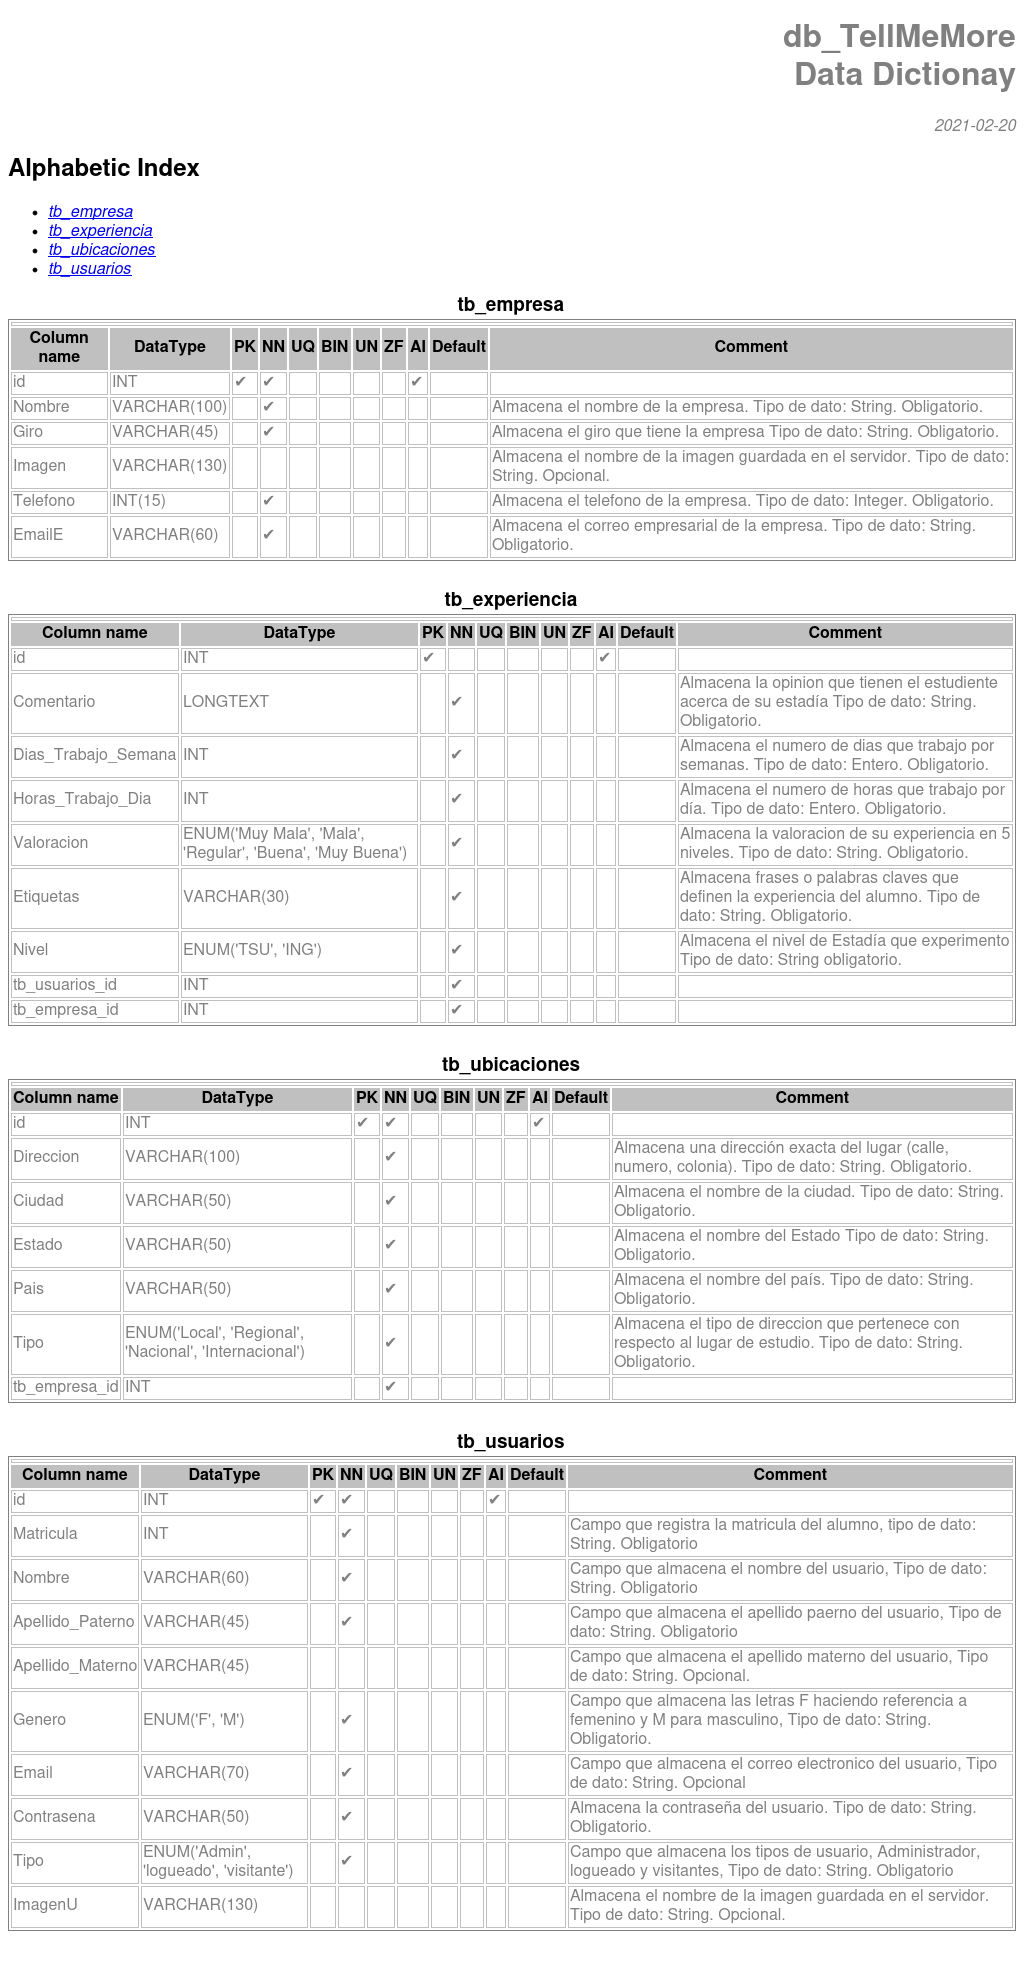 db_TellMeMore
Data Dictionay
2021-02-20
Alphabetic Index
• tb_empresa
• tb_experiencia
• tb_ubicaciones
• tb_usuarios
tb_empresa
Column name DataType PK NN UQ BIN UN ZF AI Default Comment
id INT ✔ ✔ ✔
Nombre VARCHAR(100) ✔ Almacena el nombre de la empresa. Tipo de dato: String. Obligatorio.
Giro VARCHAR(45) ✔ Almacena el giro que tiene la empresa Tipo de dato: String. Obligatorio.
Imagen VARCHAR(130) Almacena el nombre de la imagen guardada en el servidor. Tipo de dato:
String. Opcional.
Telefono INT(15) ✔ Almacena el telefono de la empresa. Tipo de dato: Integer. Obligatorio.
EmailE VARCHAR(60) ✔ Almacena el correo empresarial de la empresa. Tipo de dato: String.
Obligatorio.
tb_experiencia
Column name DataType PK NN UQ BIN UN ZF AI Default Comment
id INT ✔ ✔
Comentario LONGTEXT ✔ Almacena la opinion que tienen el estudiente
acerca de su estadía Tipo de dato: String.
Obligatorio.
Dias_Trabajo_Semana INT ✔ Almacena el numero de dias que trabajo por
semanas. Tipo de dato: Entero. Obligatorio.
Horas_Trabajo_Dia INT ✔ Almacena el numero de horas que trabajo por
día. Tipo de dato: Entero. Obligatorio.
Valoracion ENUM('Muy Mala', 'Mala',
'Regular', 'Buena', 'Muy Buena') ✔ Almacena la valoracion de su experiencia en 5
niveles. Tipo de dato: String. Obligatorio.
Etiquetas VARCHAR(30) ✔ Almacena frases o palabras claves que
definen la experiencia del alumno. Tipo de
dato: String. Obligatorio.
Nivel ENUM('TSU', 'ING') ✔ Almacena el nivel de Estadía que experimento
Tipo de dato: String obligatorio.
tb_usuarios_id INT ✔
tb_empresa_id INT ✔
tb_ubicaciones
Column name DataType PK NN UQ BIN UN ZF AI Default Comment
id INT ✔ ✔ ✔
Direccion VARCHAR(100) ✔ Almacena una dirección exacta del lugar (calle,
numero, colonia). Tipo de dato: String. Obligatorio.
Ciudad VARCHAR(50) ✔ Almacena el nombre de la ciudad. Tipo de dato: String.
Obligatorio.
Estado VARCHAR(50) ✔ Almacena el nombre del Estado Tipo de dato: String.
Obligatorio.
Pais VARCHAR(50) ✔ Almacena el nombre del país. Tipo de dato: String.
Obligatorio.
Tipo ENUM('Local', 'Regional',
'Nacional', 'Internacional') ✔ Almacena el tipo de direccion que pertenece con
respecto al lugar de estudio. Tipo de dato: String.
Obligatorio.
tb_empresa_id INT ✔
tb_usuarios
Column name DataType PK NN UQ BIN UN ZF AI Default Comment
id INT ✔ ✔ ✔
Matricula INT ✔ Campo que registra la matricula del alumno, tipo de dato:
String. Obligatorio
Nombre VARCHAR(60) ✔ Campo que almacena el nombre del usuario, Tipo de dato:
String. Obligatorio
Apellido_Paterno VARCHAR(45) ✔ Campo que almacena el apellido paerno del usuario, Tipo de
dato: String. Obligatorio
Apellido_Materno VARCHAR(45) Campo que almacena el apellido materno del usuario, Tipo
de dato: String. Opcional.
Genero ENUM('F', 'M') ✔ Campo que almacena las letras F haciendo referencia a
femenino y M para masculino, Tipo de dato: String.
Obligatorio.
Email VARCHAR(70) ✔ Campo que almacena el correo electronico del usuario, Tipo
de dato: String. Opcional
Contrasena VARCHAR(50) ✔ Almacena la contraseña del usuario. Tipo de dato: String.
Obligatorio.
Tipo ENUM('Admin',
'logueado', 'visitante') ✔ Campo que almacena los tipos de usuario, Administrador,
logueado y visitantes, Tipo de dato: String. Obligatorio
ImagenU VARCHAR(130) Almacena el nombre de la imagen guardada en el servidor.
Tipo de dato: String. Opcional.